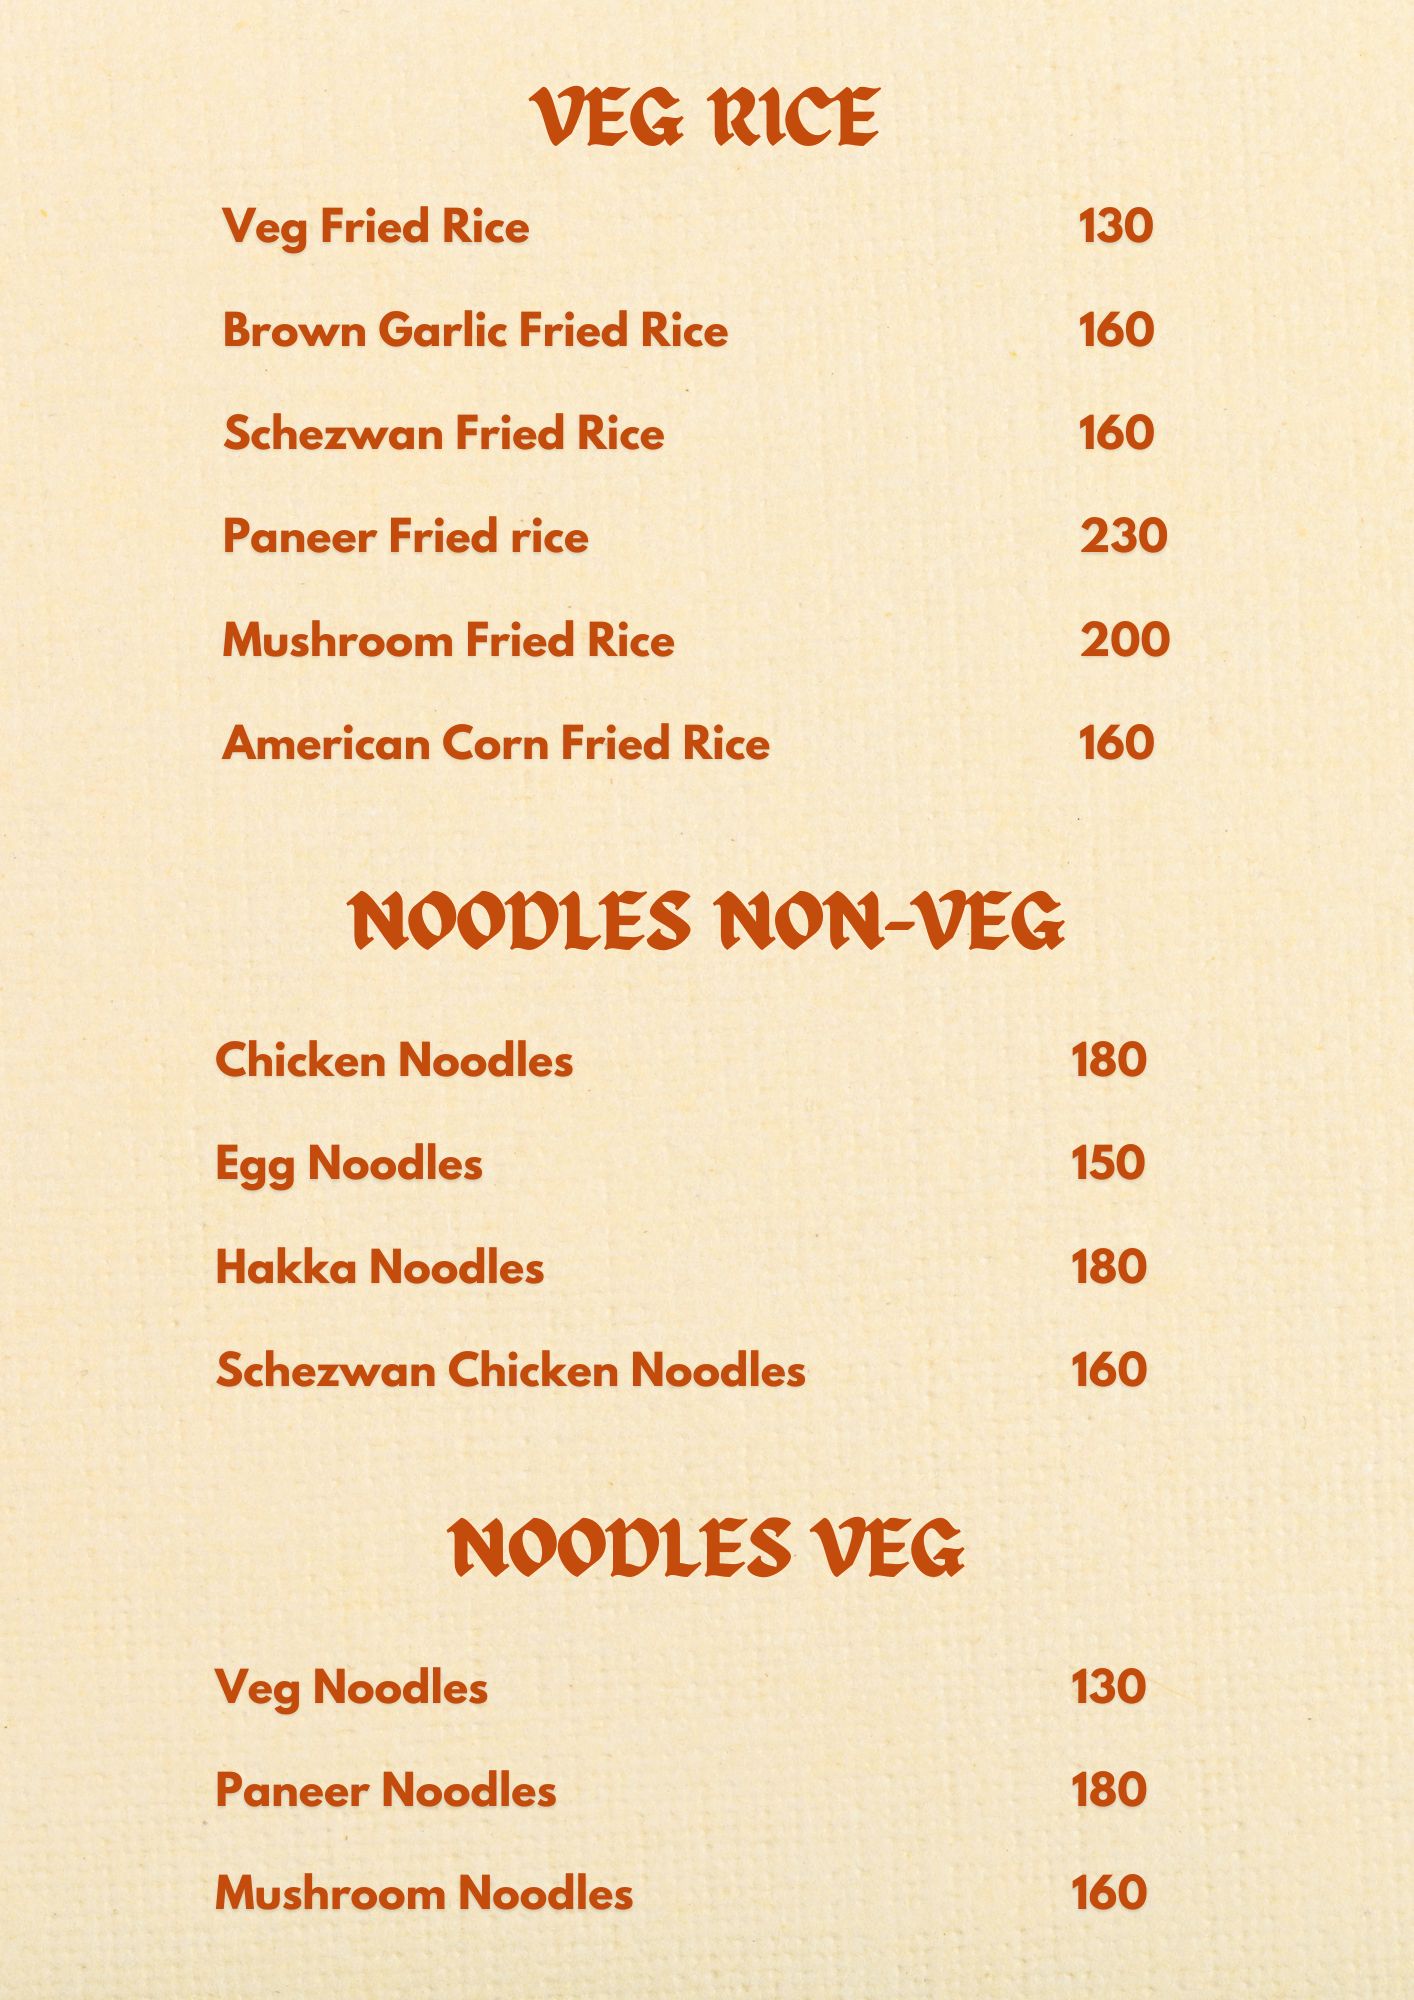 VEG RICE
Veg Fried Rice 130
Brown Garlic Fried Rice 160
Schezwan Fried Rice 160
Paneer Fried rice 230
Mushroom Fried Rice 200
American Corn Fried Rice 160
NOODLES NON-VEG
Chicken Noodles 180
Egg Noodles 150
Hakka Noodles 180
Schezwan Chicken Noodles 160
NOODLES VEG
Veg Noodles 130
Paneer Noodles 180
Mushroom Noodles 160